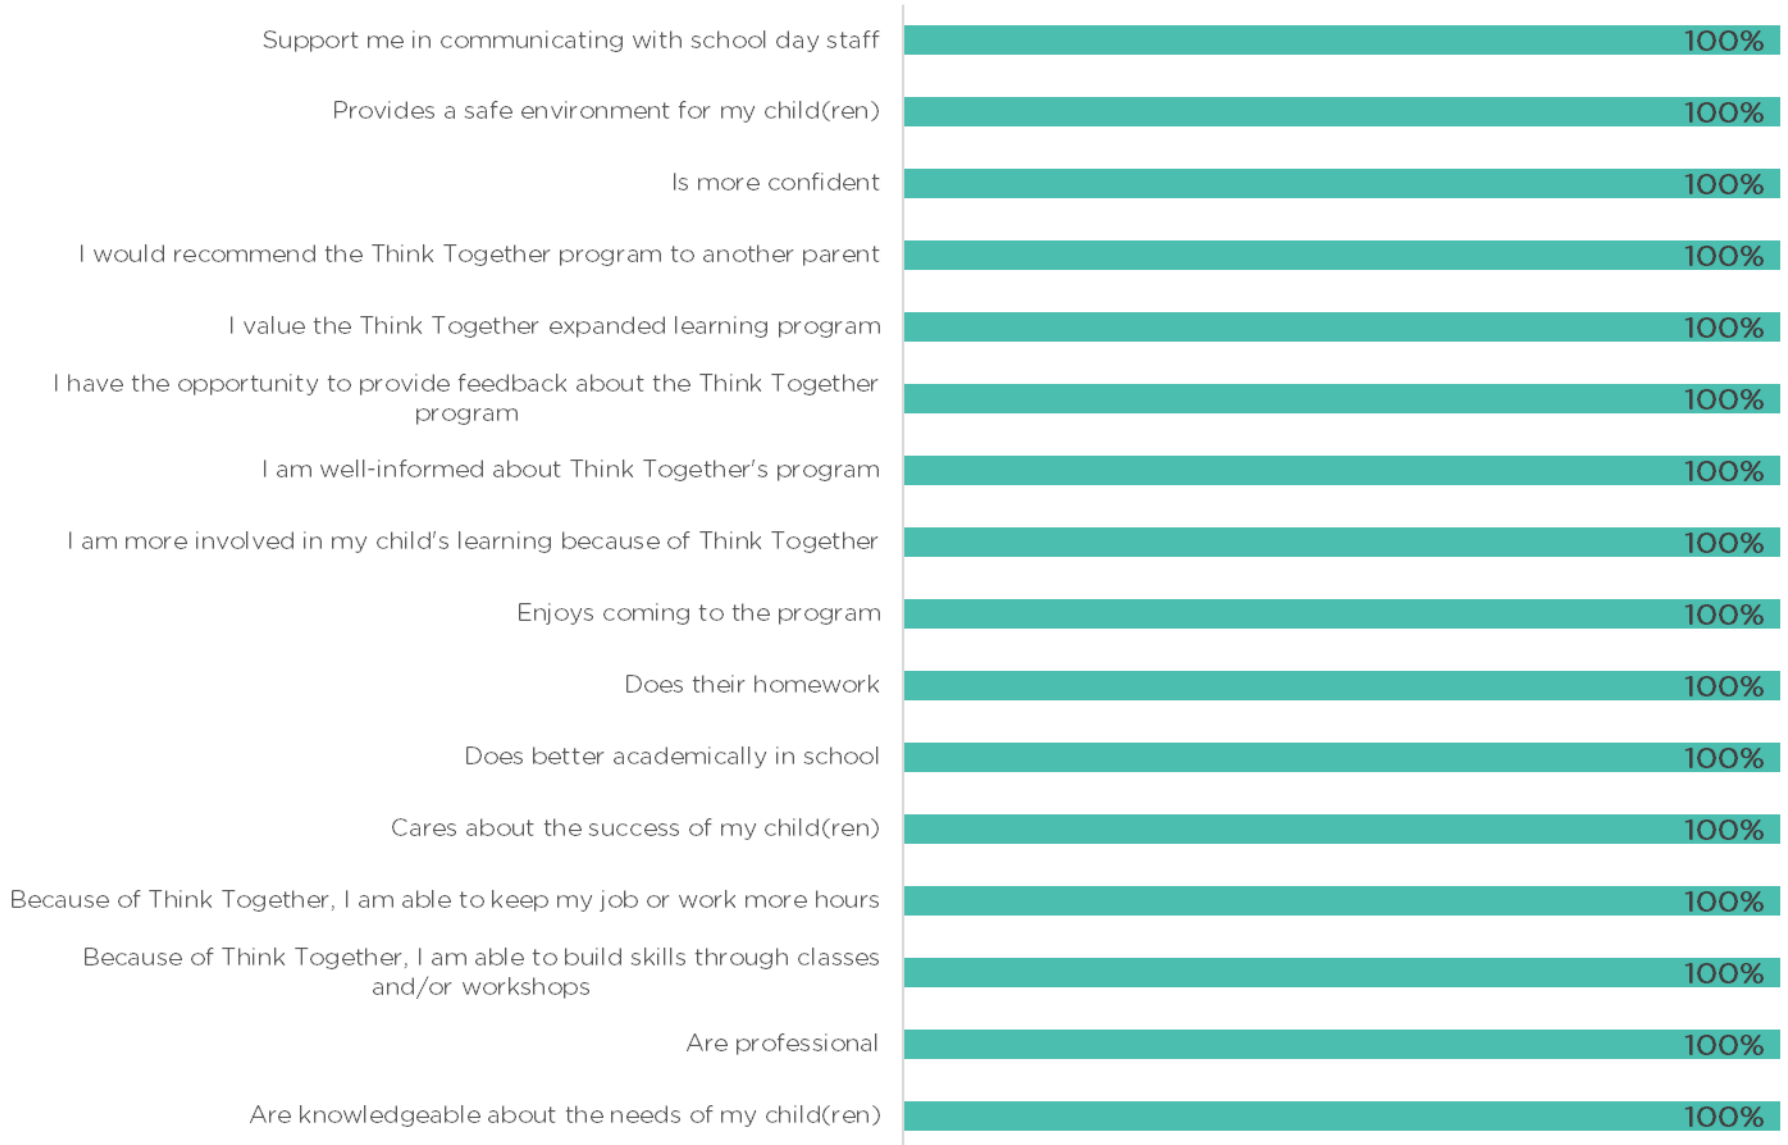 Support me in communicating with school day staff 100%
Provides a safe environment for my child(ren) 100%
Is more confident 100%
I would recommend the Think Together program to another parent 100%
I value the Think Together expanded learning program 100%
I have the opportunity to provide feedback about the Think Together
program 100%
I am well-informed about Think Together's program 100%
I am more involved in my child's learning because of Think Together 100%
Enjoys coming to the program 100%
Does their homework 100%
Does better academically in school 100%
Cares about the success of my child(ren) 100%
Because of Think Together, I am able to keep my job or work more hours 100%
Because of Think Together, I am able to build skills through classes
and/or workshops 100%
Are professional 100%
Are knowledgeable about the needs of my child(ren) 100%